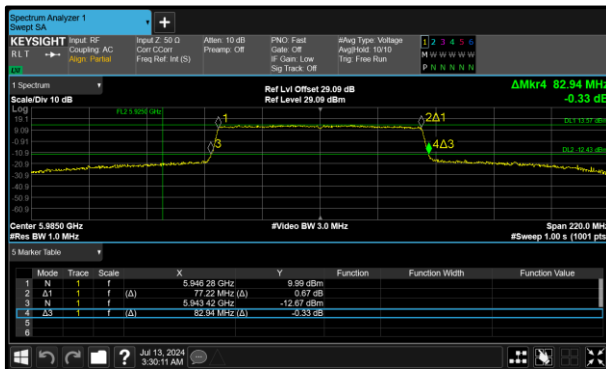 Spectrum Analyzer 1
Swept SA
KEYSIGHT Input: RF Input Z: 50 Ω Atten: 10 dB PNO: Fast #Avg Type: Voltage 1 2 3 4 5 6
RLT Coupling: AC Corr CCorr Preamp: Off Gate: Off Avg|Hold: 10/10 M W W W W W
Align: Partial Freq Ref: Int (S) IF Gain: Low Trig: Free Run P N N N N N
Sig Track: Off
1 Spectrum Ref Lvl Offset 29.09 dB ΔMkr4 82.94 MHz
Scale/Div 10 dB Ref Level 29.09 dBm -0.33 dB
Log
19.1 FL2 5.9250 GHz 1 2Δ1 DL1 13.57 dBm
9.09
-0.91 3 4Δ3
-10.9 DL2 -12.43 dBm
-20.9
-30.9
-40.9
-50.9
-60.9
Center 5.9850 GHz #Video BW 3.0 MHz Span 220.0 MHz
#Res BW 1.0 MHz #Sweep 1.00 s (1001 pts)
5 Marker Table
Mode Trace Scale X Y Function Function Width Function Value
1 N 1 f 5.946 28 GHz 9.99 dBm
2 Δ1 1 f (Δ) 77.22 MHz (Δ) 0.67 dB
3 N 1 f 5.943 42 GHz -12.67 dBm
4 Δ3 1 f (Δ) 82.94 MHz (Δ) -0.33 dB
5
6
Jul 13, 2024
3:30:11 AM